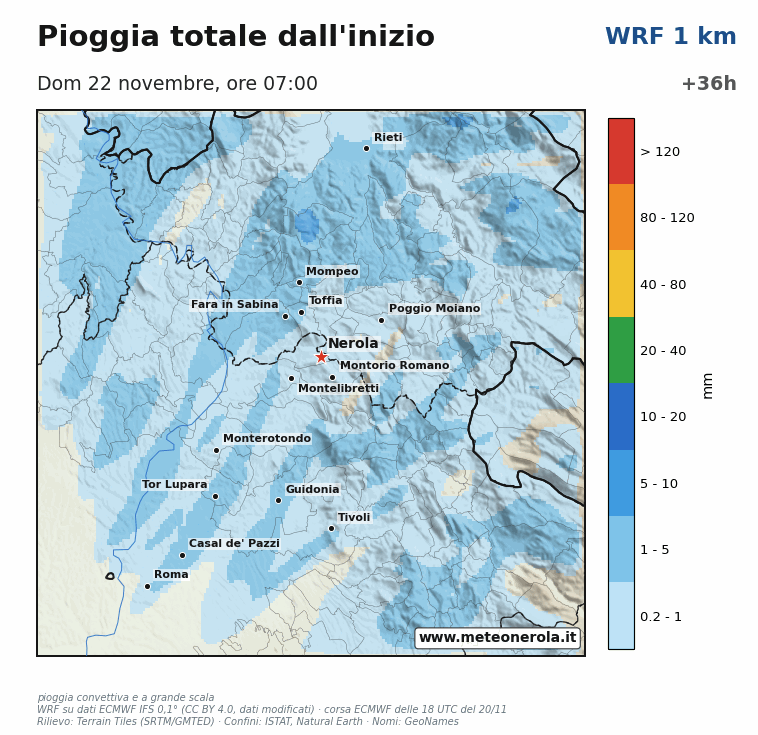 Pioggia totale dall'inizio
WRF 1 km
Dom 22 novembre, ore 07:00
+36h
Rieti
Mompeo
Fara in Sabina
Toffia
Poggio Moiano
Nerola
Montorio Romano
Montelibretti
Monterotondo
Tor Lupara
Guidonia
Tivoli
Casal de' Pazzi
Roma
www.meteonerola.it
> 120
80 - 120
40 - 80
20 - 40
10 - 20
5 - 10
1 - 5
0.2 - 1
mm
pioggia convettiva e a grande scala
WRF su dati ECMWF IFS 0,1° (CC BY 4.0, dati modificati) · corsa ECMWF delle 18 UTC del 20/11
Rilievo: Terrain Tiles (SRTM/GMTED) · Confini: ISTAT, Natural Earth · Nomi: GeoNames